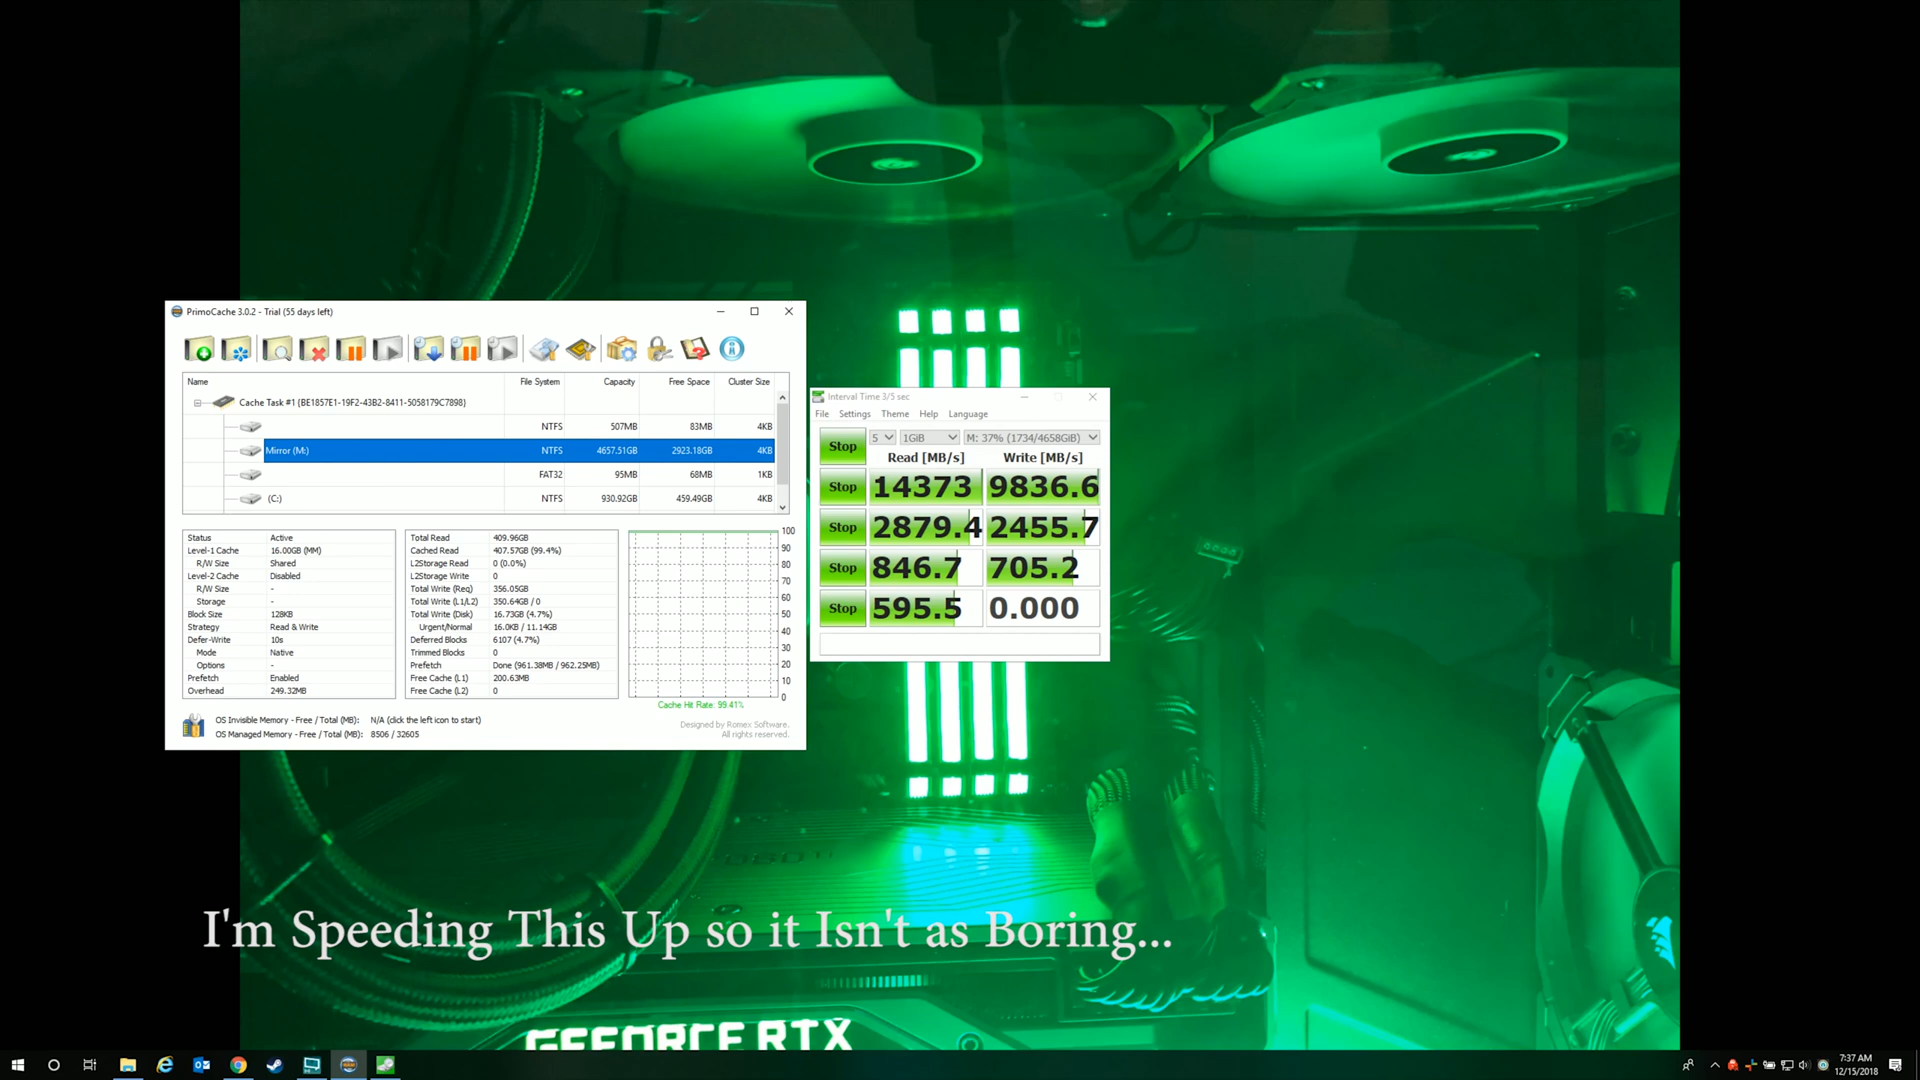 PrimoCache 3.0.2 - Trial (55 days left)
Name File System Capacity Free Space Cluster Size
Cache Task #1 {BE1857E1-19F2-43B2-8411-5058179C7898}
NTFS 507MB 83MB 4KB
Mirror (M:) NTFS 4657.51GB 2923.18GB 4KB
FAT32 95MB 68MB 1KB
(C:) NTFS 930.92GB 459.49GB 4KB
Status Active
Level-1 Cache 16.00GB (MM)
R/W Size Shared
Level-2 Cache Disabled
R/W Size -
Storage -
Block Size 128KB
Strategy Read & Write
Defer-Write 10s
Mode Native
Options -
Prefetch Enabled
Overhead 249.32MB
Total Read 409.96GB
Cached Read 407.57GB (99.4%)
L2Storage Read 0 (0.0%)
L2Storage Write 0
Total Write (Req) 356.05GB
Total Write (L1/L2) 350.64GB / 0
Total Write (Disk) 16.73GB (4.7%)
Urgent/Normal 16.0KB / 11.14GB
Deferred Blocks 6107 (4.7%)
Trimmed Blocks 0
Prefetch Done (961.38MB / 962.25MB)
Free Cache (L1) 200.63MB
Free Cache (L2) 0
100
90
80
70
60
50
40
30
20
10
0
Cache Hit Rate: 99.41%
OS Invisible Memory - Free / Total (MB): N/A (click the left icon to start)
OS Managed Memory - Free / Total (MB): 8506 / 32605
Designed by Romex Software.
All rights reserved.
Interval Time 3/5 sec
File Settings Theme Help Language
Stop 5 1GiB M: 37% (1734/4658GiB)
Read [MB/s] Write [MB/s]
Stop 14373 9836.6
Stop 2879.4 2455.7
Stop 846.7 705.2
Stop 595.5 0.000
I'm Speeding This Up so it Isn't as Boring...
GEFORCE RTX
7:37 AM
12/15/2018